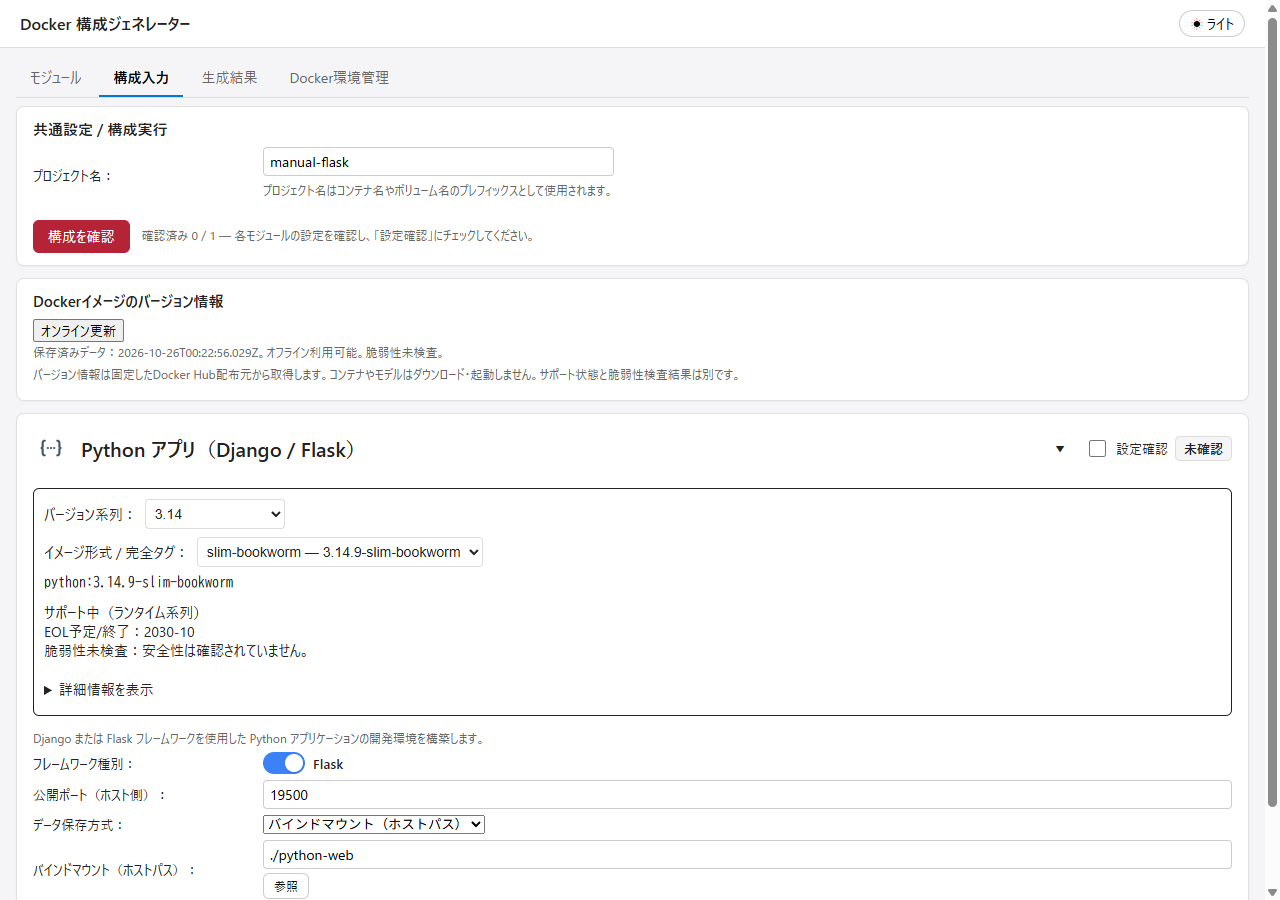 Docker 構成ジェネレーター
ライト
モジュール 構成入力 生成結果 Docker環境管理
共通設定 / 構成実行
プロジェクト名：
manual-flask
プロジェクト名はコンテナ名やボリューム名のプレフィックスとして使用されます。
構成を確認 確認済み 0 / 1 — 各モジュールの設定を確認し、「設定確認」にチェックしてください。
Dockerイメージのバージョン情報
オンライン更新
保存済みデータ：2026-10-26T00:22:56.029Z。オフライン利用可能。脆弱性未検査。
バージョン情報は固定したDocker Hub配布元から取得します。コンテナやモデルはダウンロード・起動しません。サポート状態と脆弱性検査結果は別です。
{...} Python アプリ（Django / Flask） ▼ 設定確認 未確認
バージョン系列： 3.14
イメージ形式 / 完全タグ： slim-bookworm — 3.14.9-slim-bookworm
python:3.14.9-slim-bookworm
サポート中（ランタイム系列）
EOL予定/終了：2030-10
脆弱性未検査：安全性は確認されていません。
▶ 詳細情報を表示
Django または Flask フレームワークを使用した Python アプリケーションの開発環境を構築します。
フレームワーク種別： Flask
公開ポート（ホスト側）： 19500
データ保存方式： バインドマウント（ホストパス）
バインドマウント（ホストパス）： ./python-web
参照